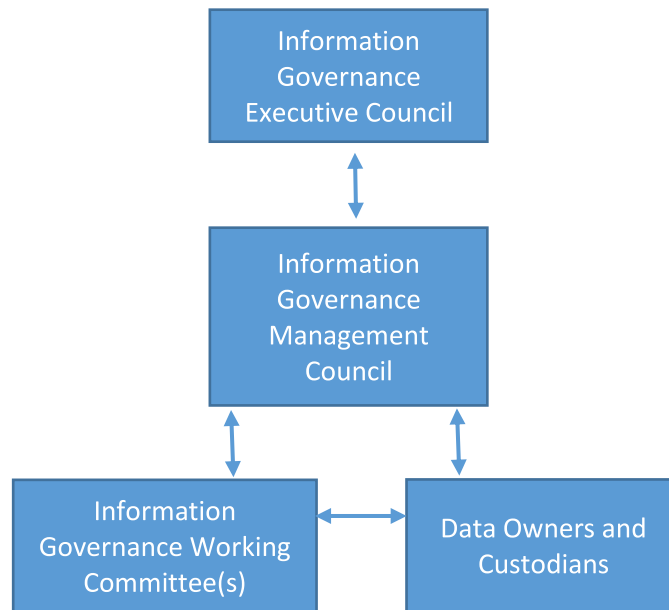 Information
Governance
Executive Council
Information
Governance
Management
Council
Information
Governance Working
Committee(s)
Data Owners and
Custodians